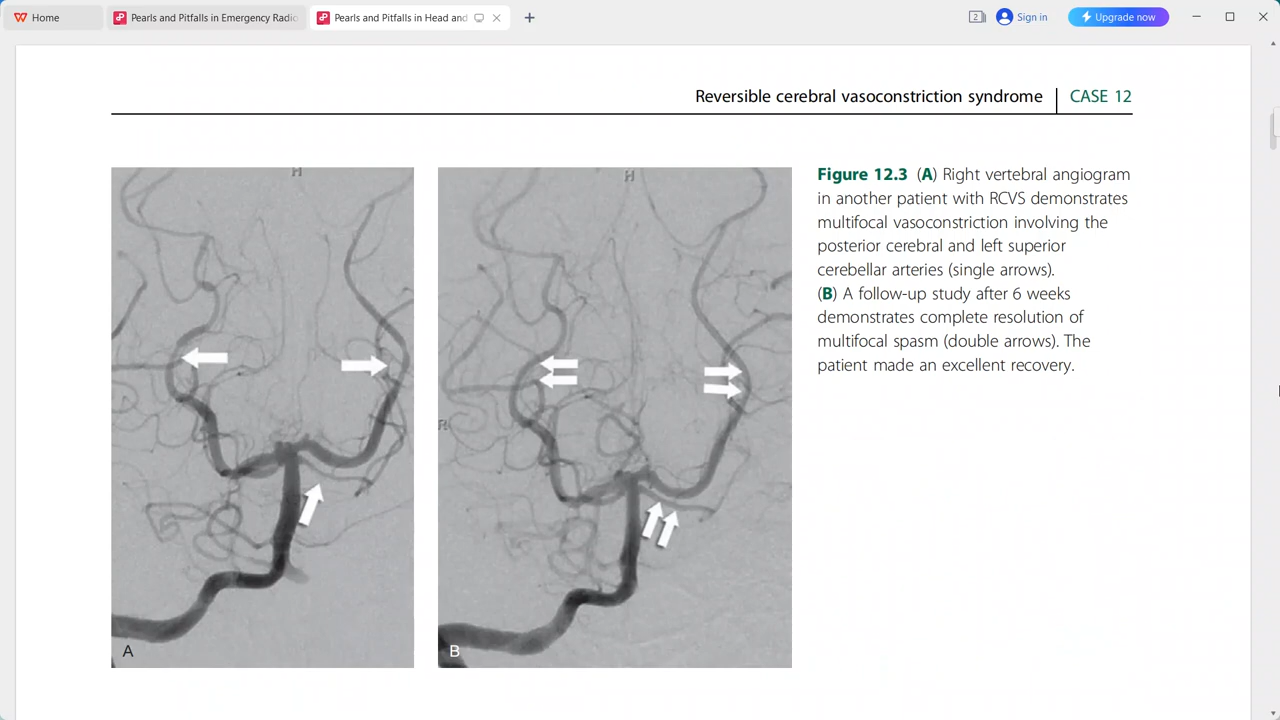 Home
Pearls and Pitfalls in Emergency Radio
Pearls and Pitfalls in Head and
2
Sign in
Upgrade now
Reversible cerebral vasoconstriction syndrome CASE 12
H
H
R
A
B
Figure 12.3 (A) Right vertebral angiogram
in another patient with RCVS demonstrates
multifocal vasoconstriction involving the
posterior cerebral and left superior
cerebellar arteries (single arrows).
(B) A follow-up study after 6 weeks
demonstrates complete resolution of
multifocal spasm (double arrows). The
patient made an excellent recovery.